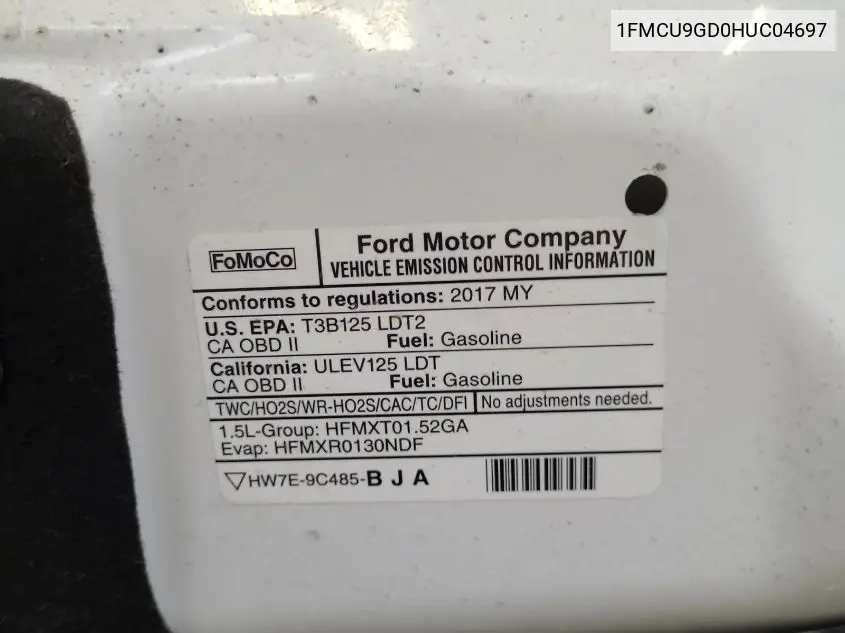 1FMCU9GD0HUC04697
FoMoCo
Ford Motor Company
VEHICLE EMISSION CONTROL INFORMATION
Conforms to regulations: 2017 MY
U.S. EPA: T3B125 LDT2
CA OBD II Fuel: Gasoline
California: ULEV125 LDT
CA OBD II Fuel: Gasoline
TWC/HO2S/WR-HO2S/CAC/TC/DFI No adjustments needed.
1.5L-Group: HFMXT01.52GA
Evap: HFMXR0130NDF
HW7E-9C485-B J A